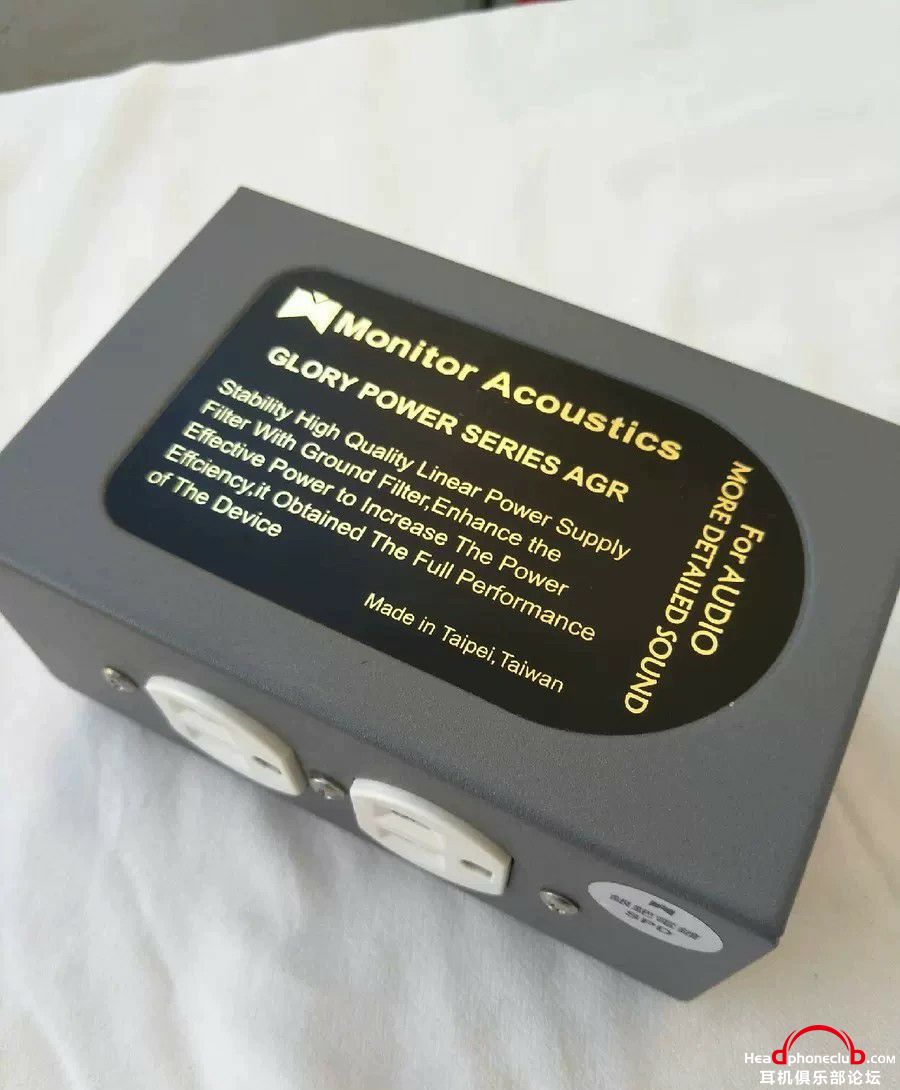 Monitor Acoustics
GLORY POWER SERIES AGR
Stability High Quality Linear Power Supply
Filter With Ground Filter,Enhance the
Effective Power to Increase The Power
Effciency,it Obtained The Full Performance
of The Device
Made in Taipei,Taiwan
For AUDIO
MORE DETAILED SOUND
SPD
Headphoneclub.com
耳机俱乐部论坛